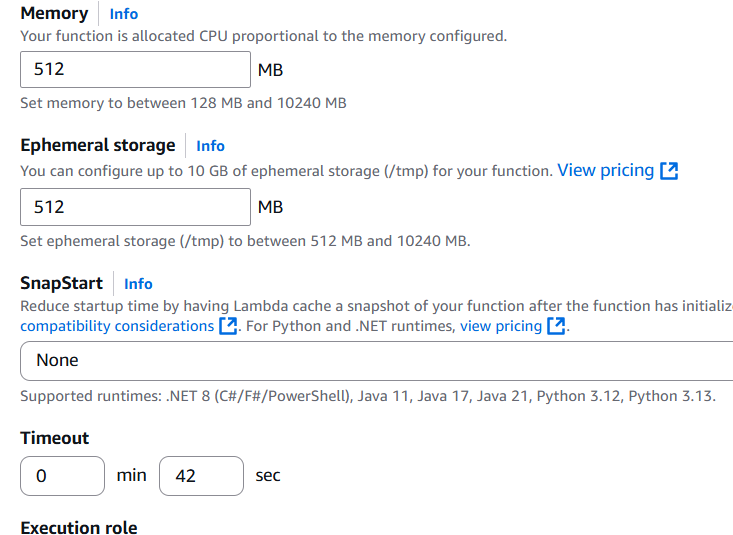 Memory Info
Your function is allocated CPU proportional to the memory configured.
512 MB
Set memory to between 128 MB and 10240 MB
Ephemeral storage Info
You can configure up to 10 GB of ephemeral storage (/tmp) for your function. View pricing
512 MB
Set ephemeral storage (/tmp) to between 512 MB and 10240 MB.
SnapStart Info
Reduce startup time by having Lambda cache a snapshot of your function after the function has initialize
compatibility considerations. For Python and .NET runtimes, view pricing.
None
Supported runtimes: .NET 8 (C#/F#/PowerShell), Java 11, Java 17, Java 21, Python 3.12, Python 3.13.
Timeout
0 min 42 sec
Execution role